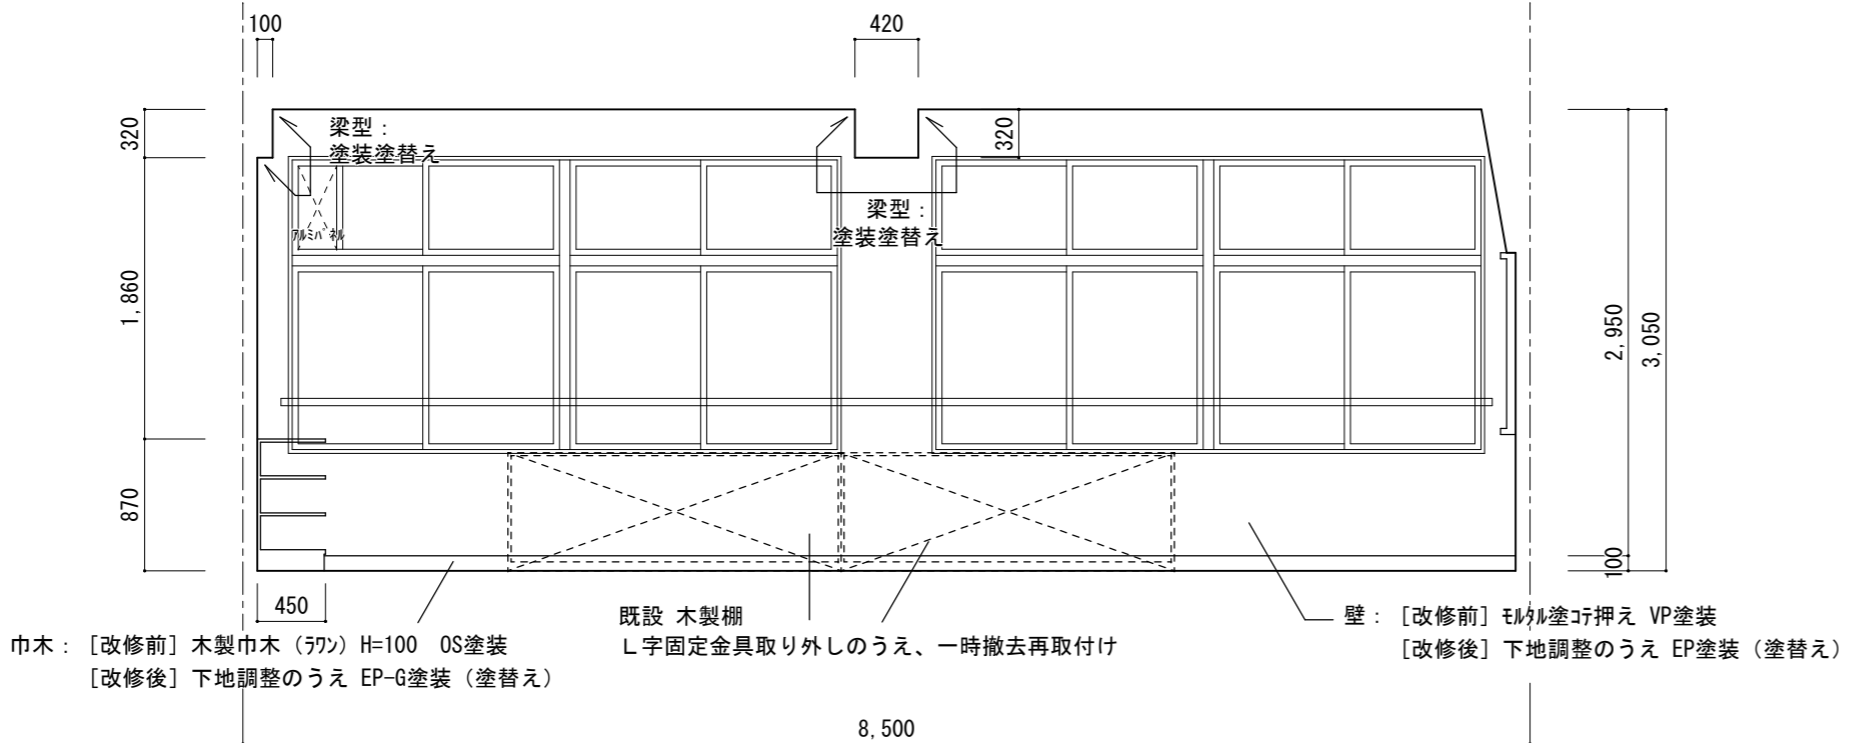 100
420
320
梁型：
塗装塗替え
320
梁型：
塗装塗替え
ｱﾙﾐﾊﾟﾈﾙ
1,860
2,950
3,050
870
100
450
既設 木製棚
Ｌ字固定金具取り外しのうえ、一時撤去再取付け
巾木： [改修前] 木製巾木（ﾗﾜﾝ）H=100　OS塗装
[改修後] 下地調整のうえ EP-G塗装（塗替え）
壁： [改修前] ﾓﾙﾀﾙ塗ｺﾃ押え VP塗装
[改修後] 下地調整のうえ EP塗装（塗替え）
8,500